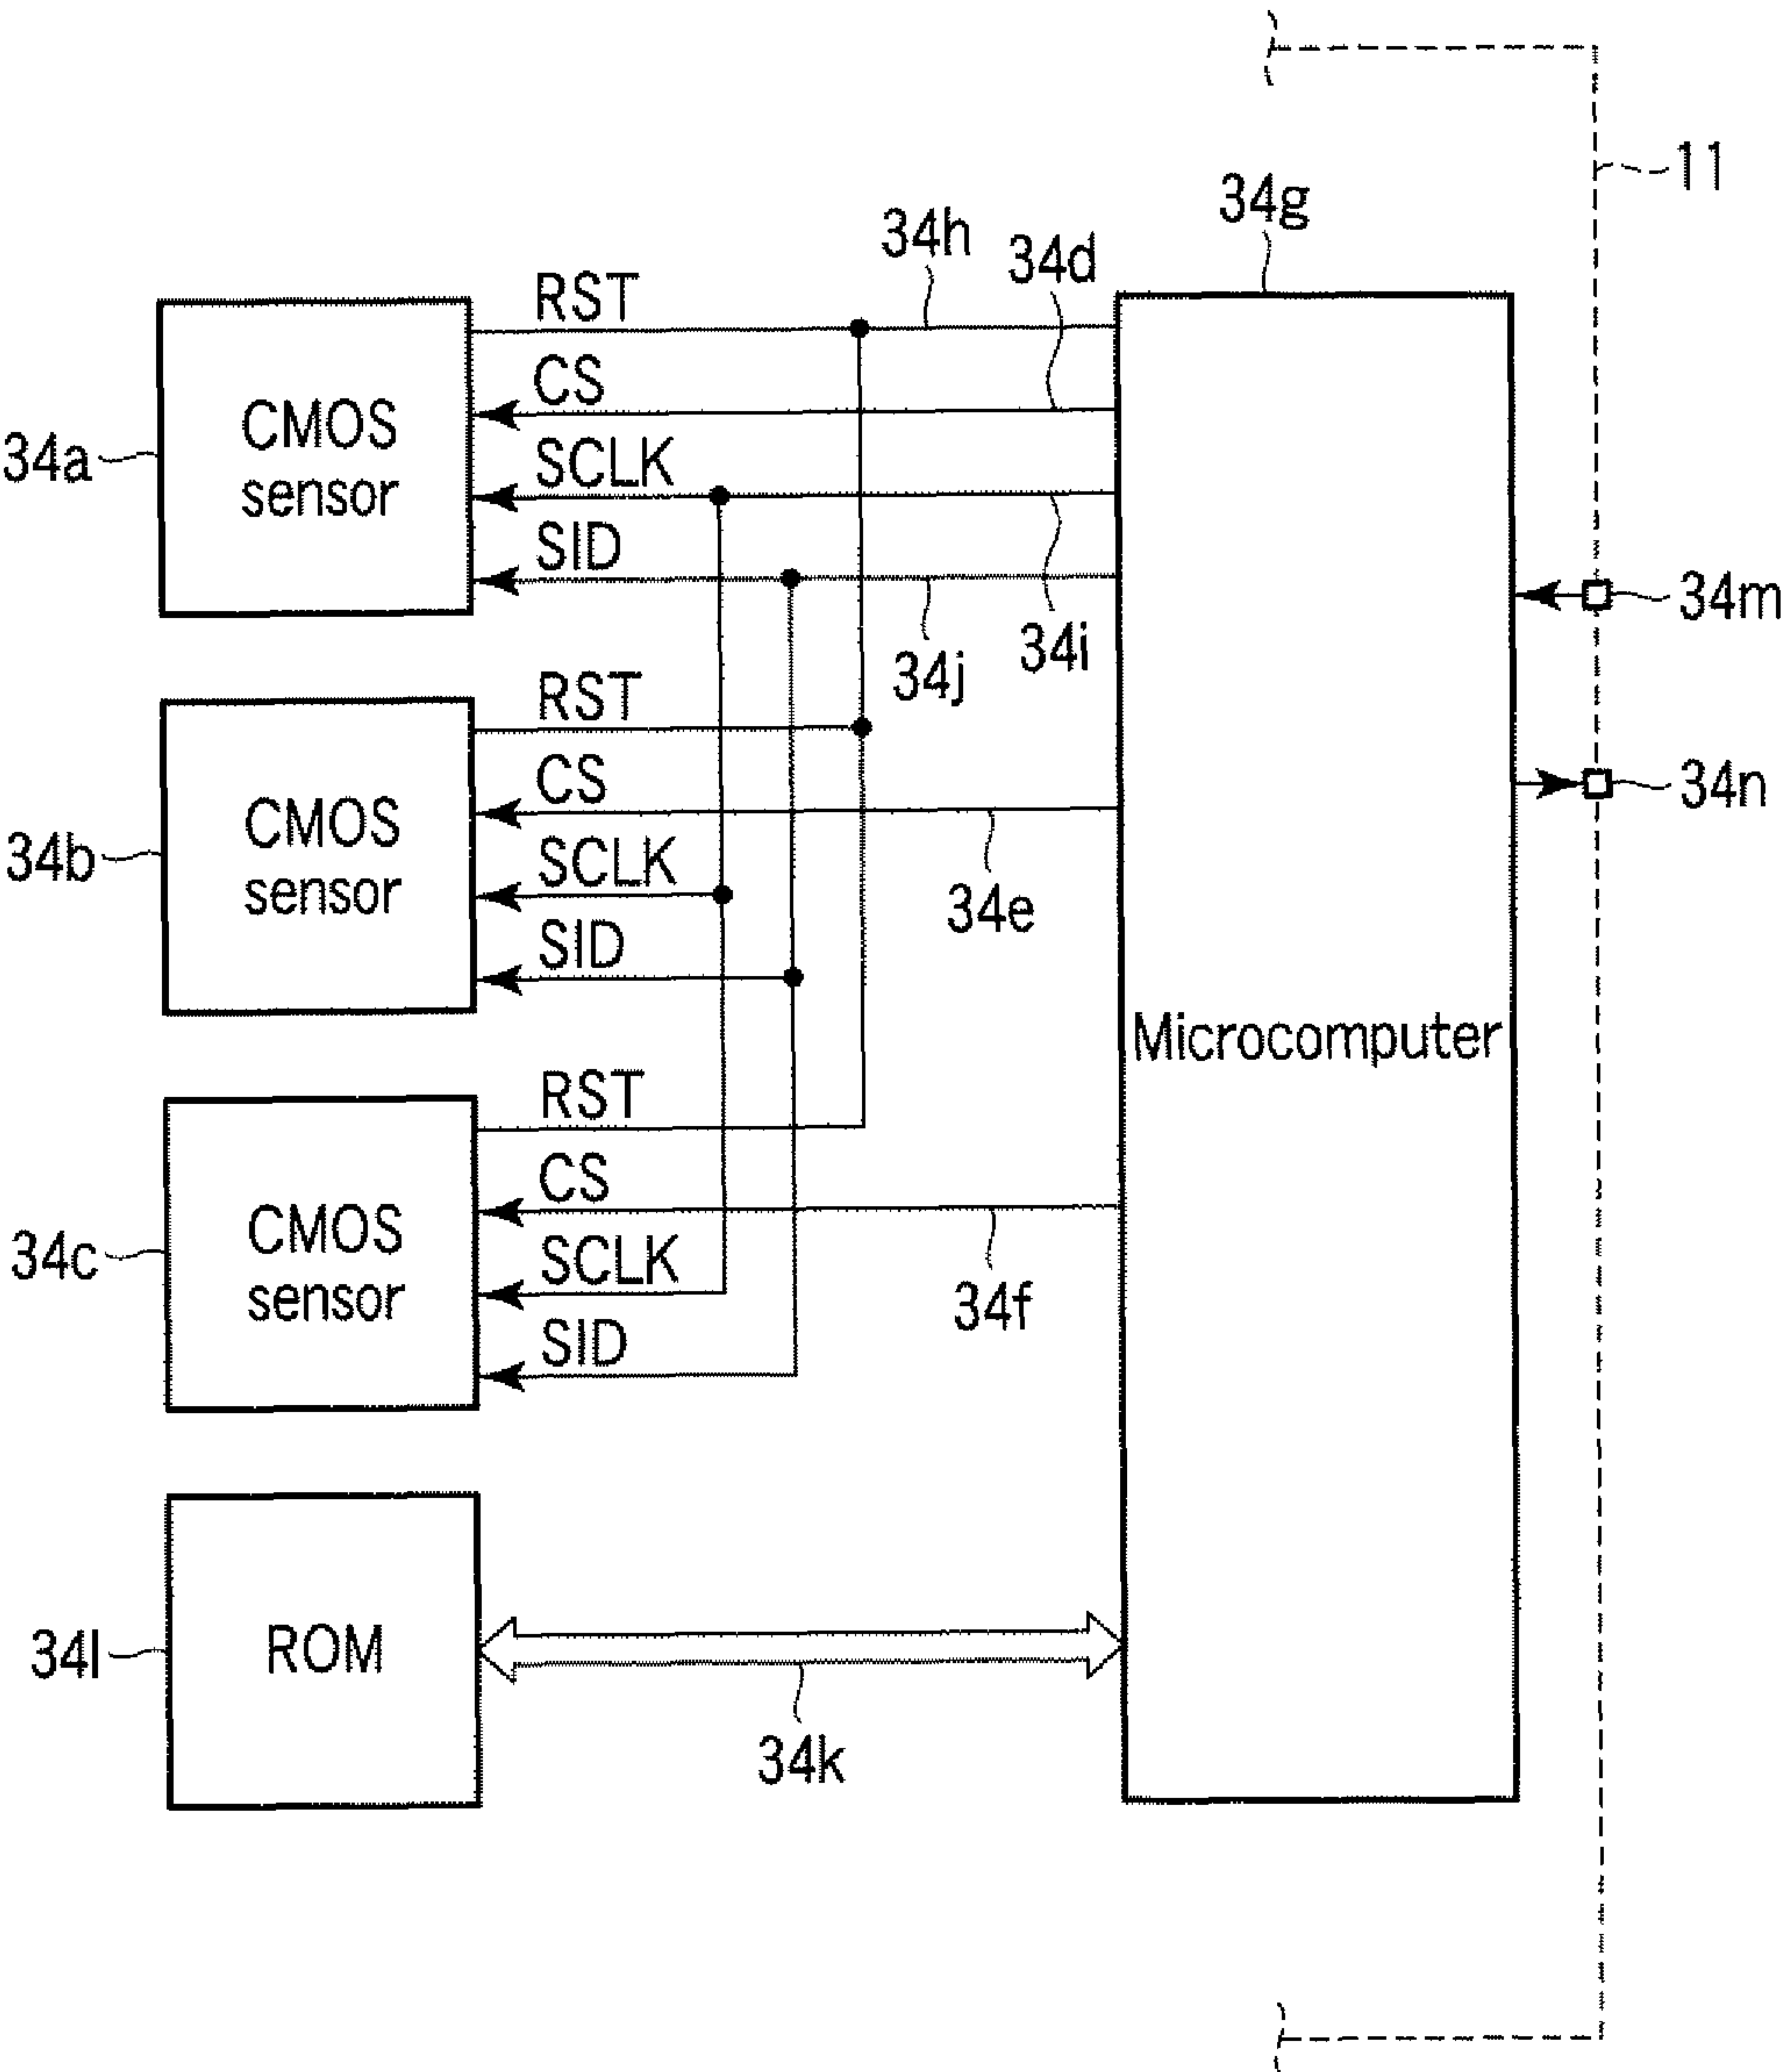 11
34g
34h
34d
RST
CS
CMOS
sensor
34a
SCLK
SID
34m
34i
34j
RST
34n
CS
CMOS
sensor
34b
SCLK
34e
SID
Microcomputer
RST
CS
CMOS
sensor
34c
SCLK
34f
SID
ROM
34l
34k